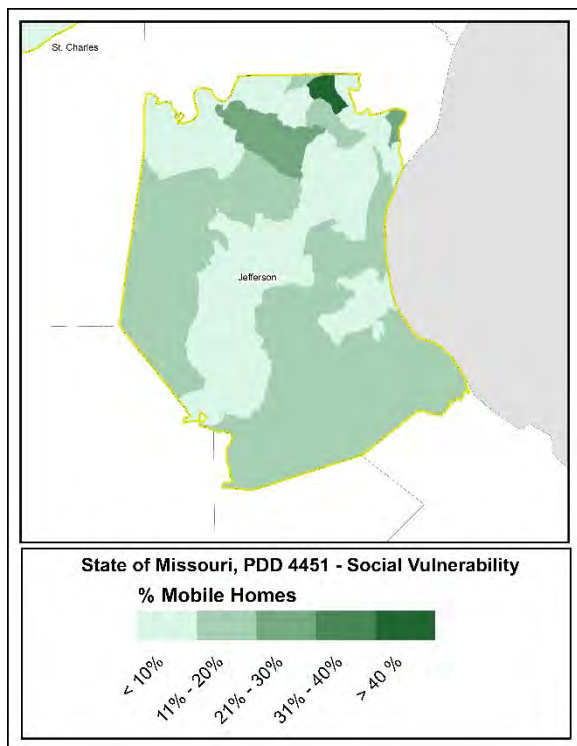 St. Charles
Jefferson
State of Missouri, PDD 4451 - Social Vulnerability
% Mobile Homes
< 10%
11% - 20%
21% - 30%
31% - 40%
> 40 %